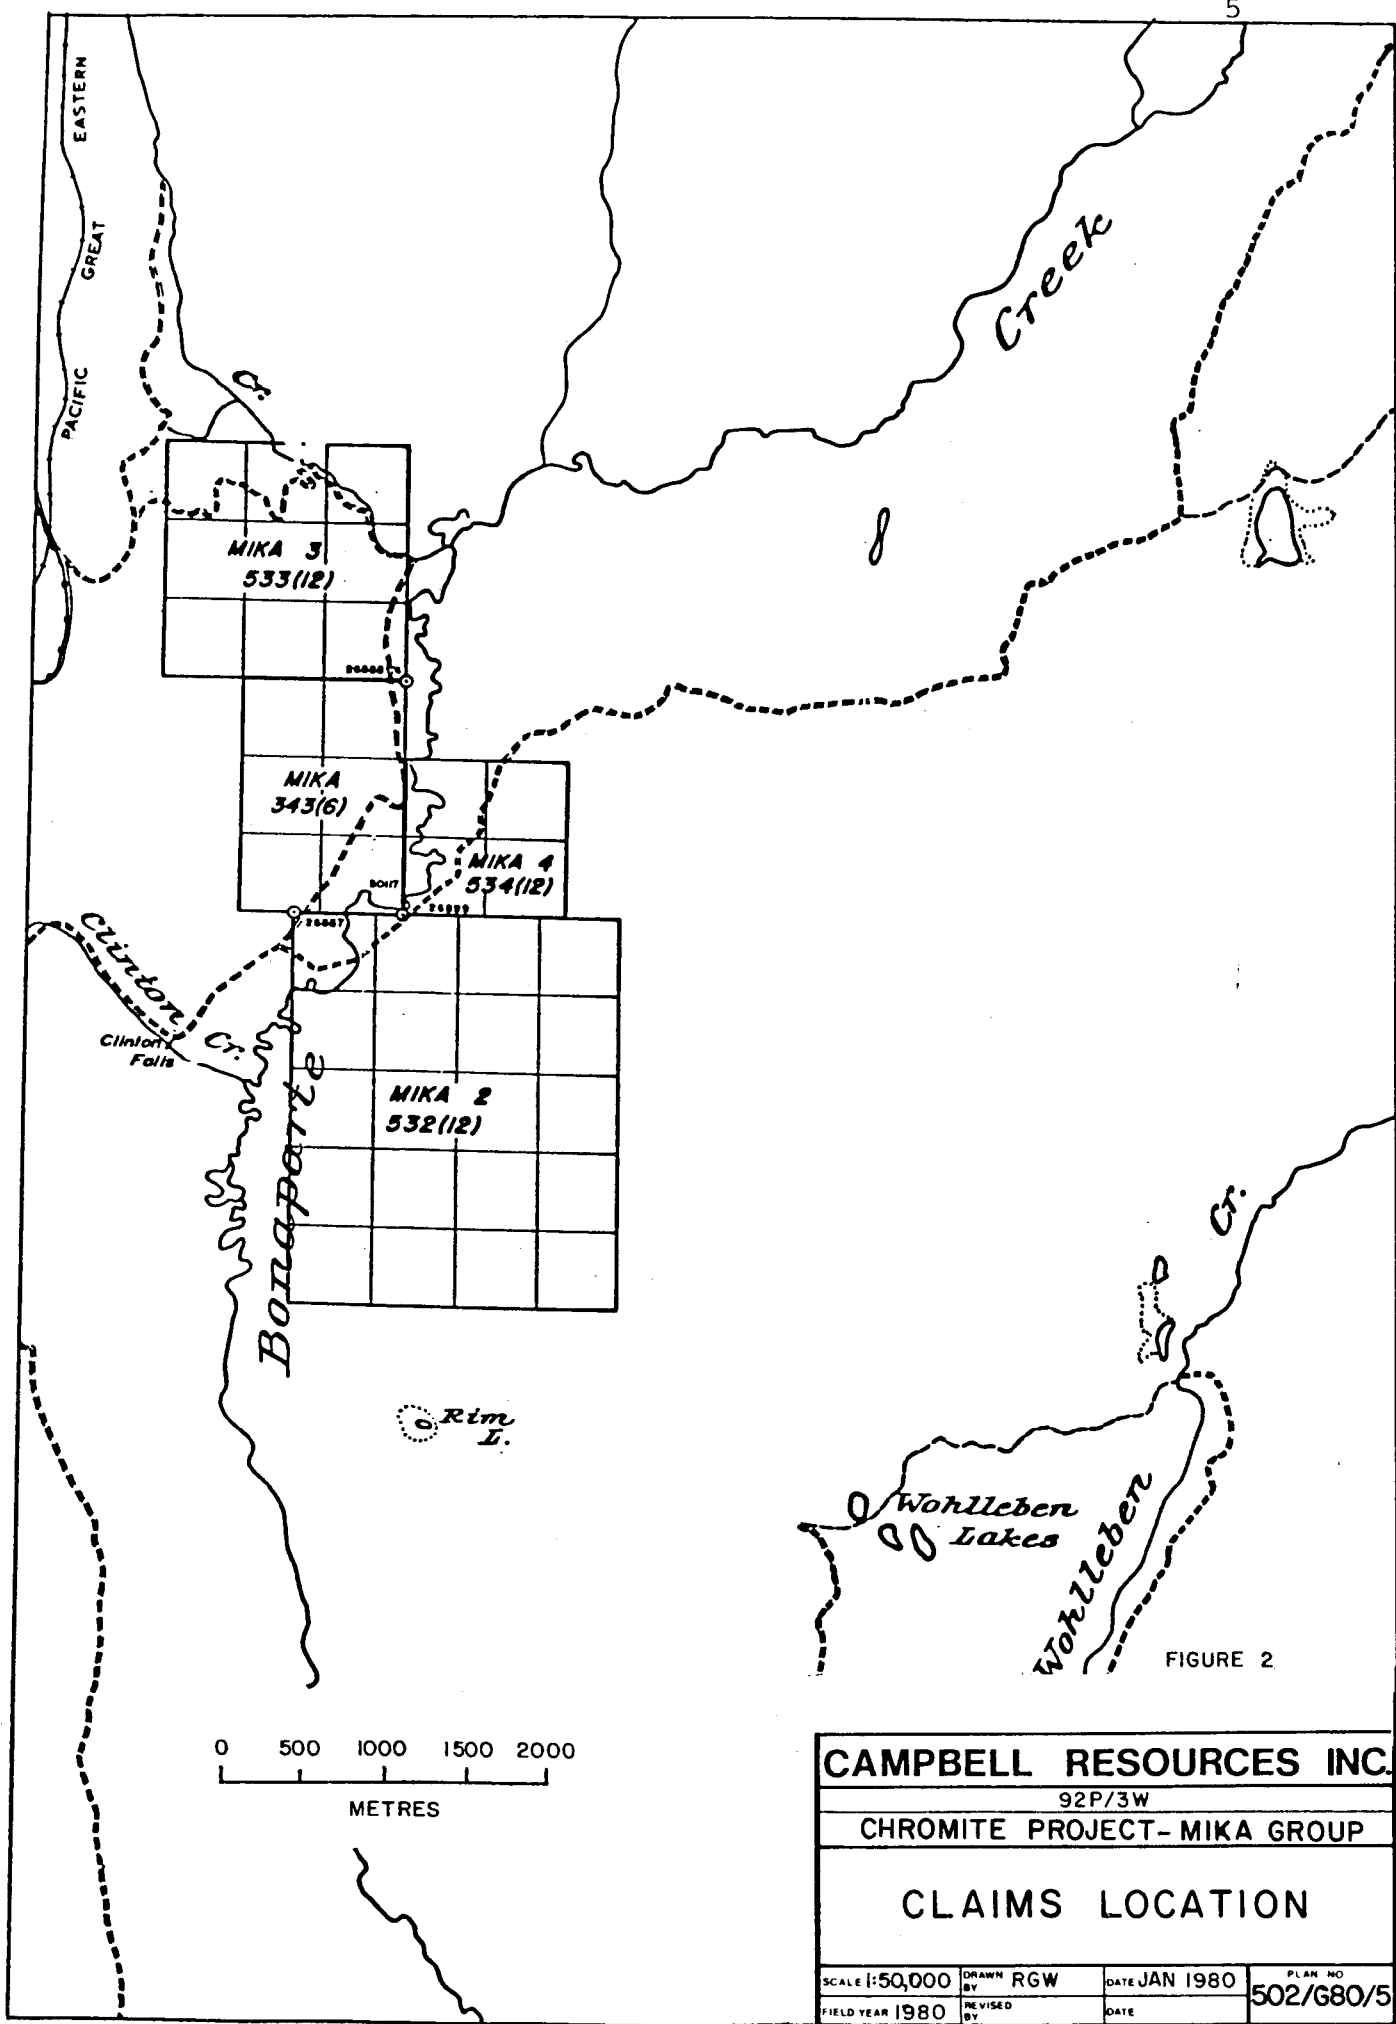 5
EASTERN
GREAT
PACIFIC
Cr.
Creek
8
MIKA 3
533(12)
MIKA
343(6)
MIKA 4
534(12)
Clinton
Cr.
Clinton
Falls
MIKA 2
532(12)
Bonaparte
Rim
L.
Cr.
Wohlleben
Lakes
Wohlleben
FIGURE 2
0 500 1000 1500 2000
METRES
CAMPBELL RESOURCES INC.
92P/3W
CHROMITE PROJECT-MIKA GROUP
CLAIMS LOCATION
SCALE 1:50,000 DRAWN BY RGW DATE JAN 1980 PLAN NO 502/G80/5
FIELD YEAR 1980 REVISED BY DATE